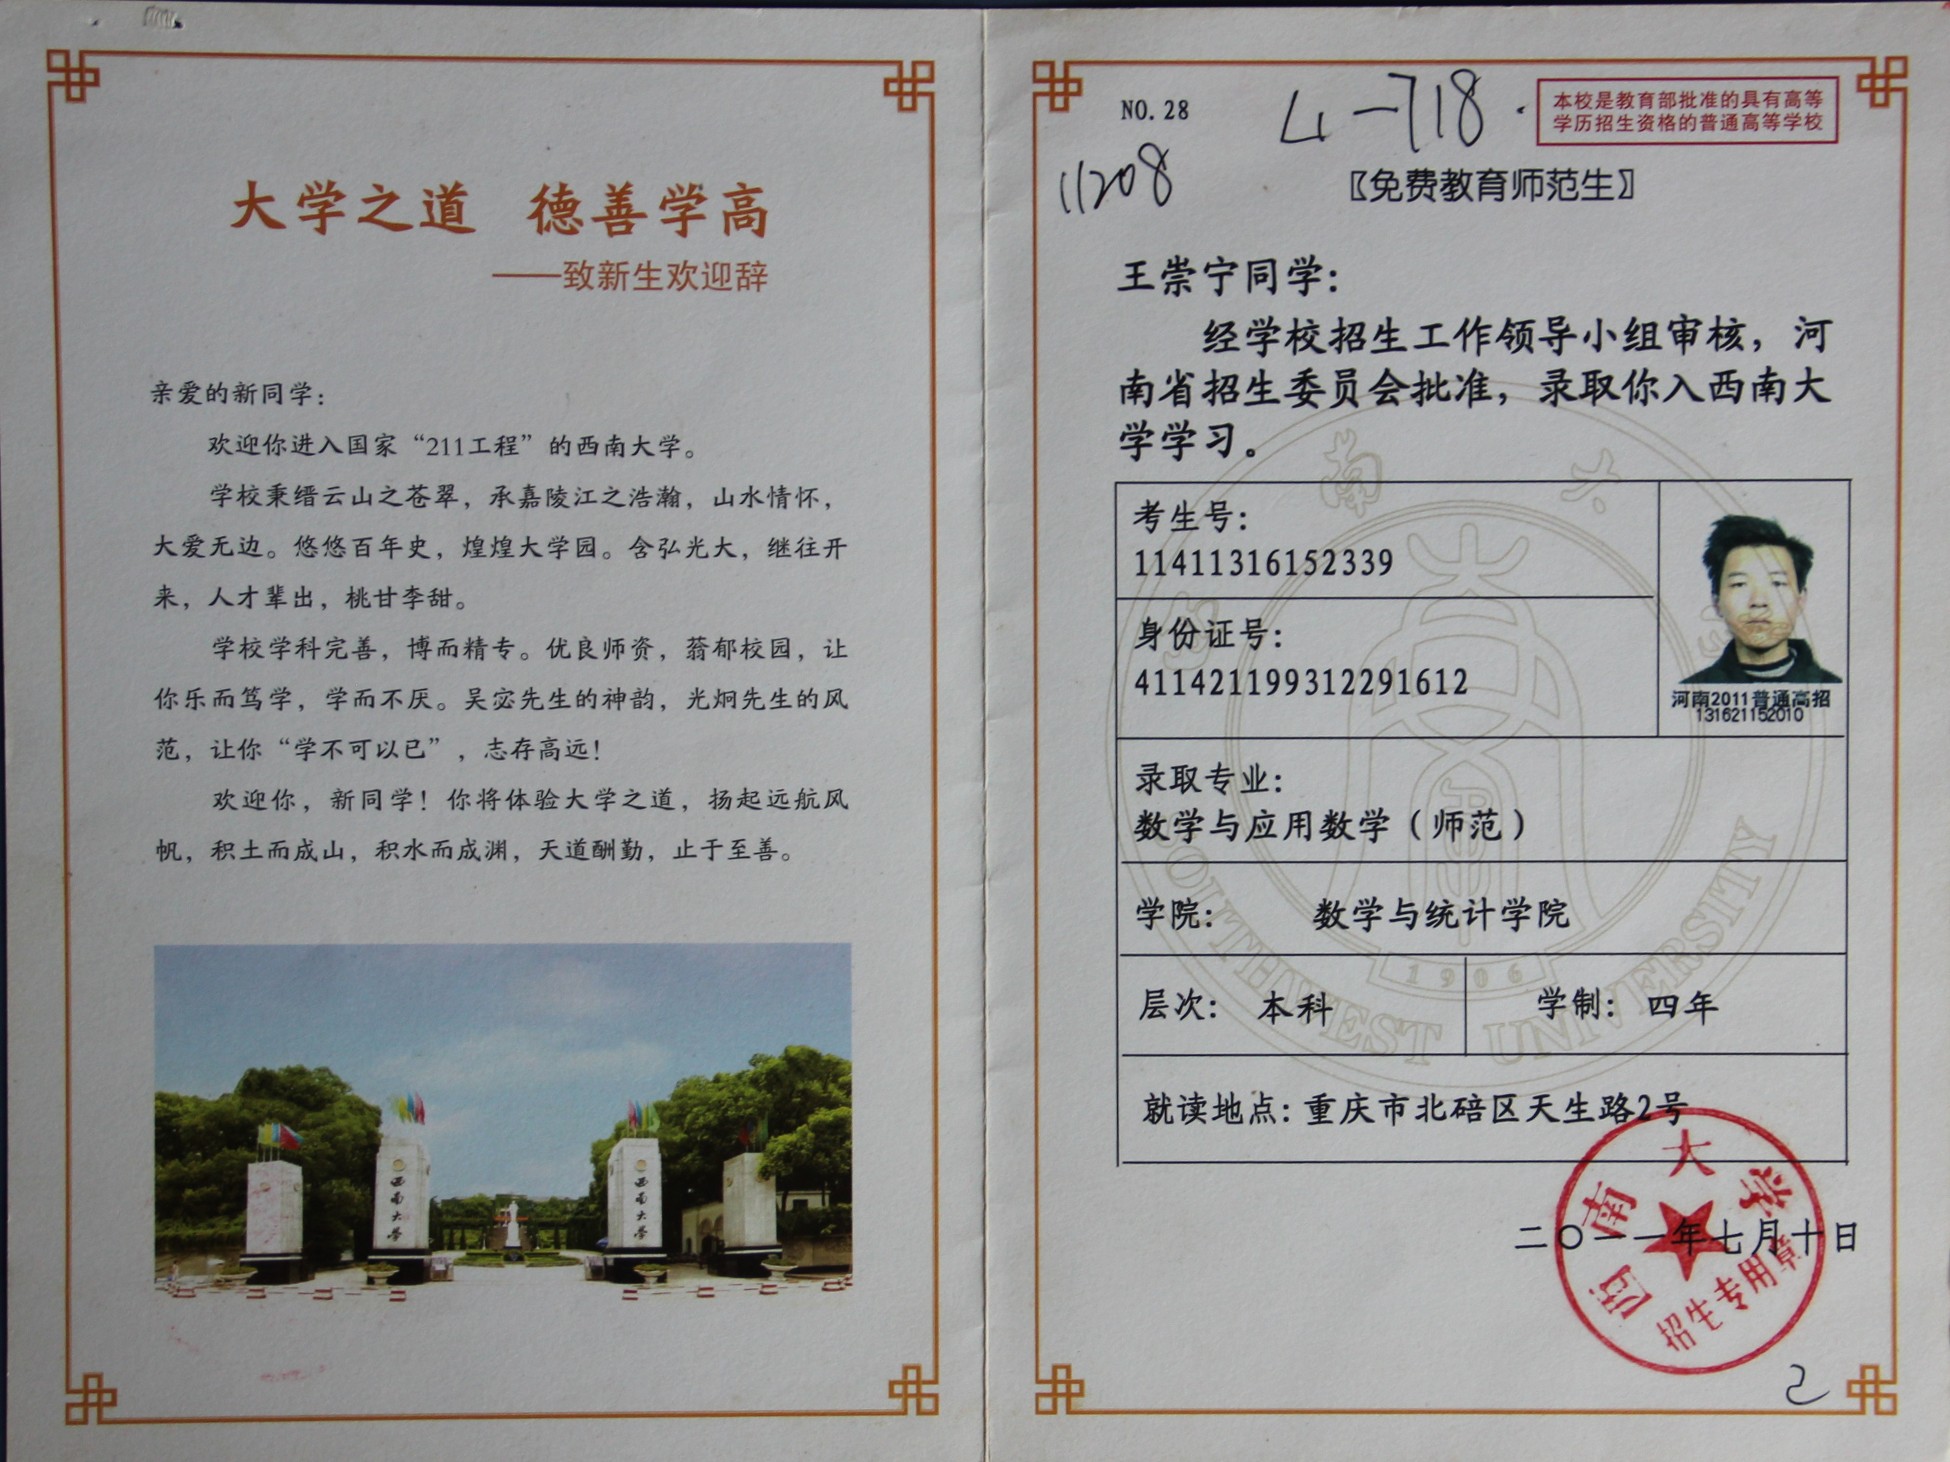 大学之道 德善学高
——致新生欢迎辞
亲爱的新同学：
欢迎你进入国家“211工程”的西南大学。
学校秉缙云山之苍翠，承嘉陵江之浩瀚，山水情怀，
大爱无边。悠悠百年史，煌煌大学园。含弘光大，继往开
来，人才辈出，桃甘李甜。
学校学科完善，博而精专。优良师资，蓊郁校园，让
你乐而笃学，学而不厌。吴宓先生的神韵，光炯先生的风
范，让你“学不可以已”，志存高远！
欢迎你，新同学！你将体验大学之道，扬起远航风
帆，积土而成山，积水而成渊，天道酬勤，止于至善。
西南大学
西南大学
NO.28
4-718.
11208
本校是教育部批准的具有高等
学历招生资格的普通高等学校
〖免费教育师范生〗
王崇宁同学：
经学校招生工作领导小组审核，河
南省招生委员会批准，录取你入西南大
学学习。
考生号：
11411316152339
身份证号：
411421199312291612
河南2011普通高招
131621152010
录取专业：
数学与应用数学（师范）
学院： 数学与统计学院
层次： 本科 学制： 四年
就读地点：重庆市北碚区天生路2号
二〇一一年七月十日
西南大学
招生专用章
2
1906
SOUTHWEST UNIVERSITY